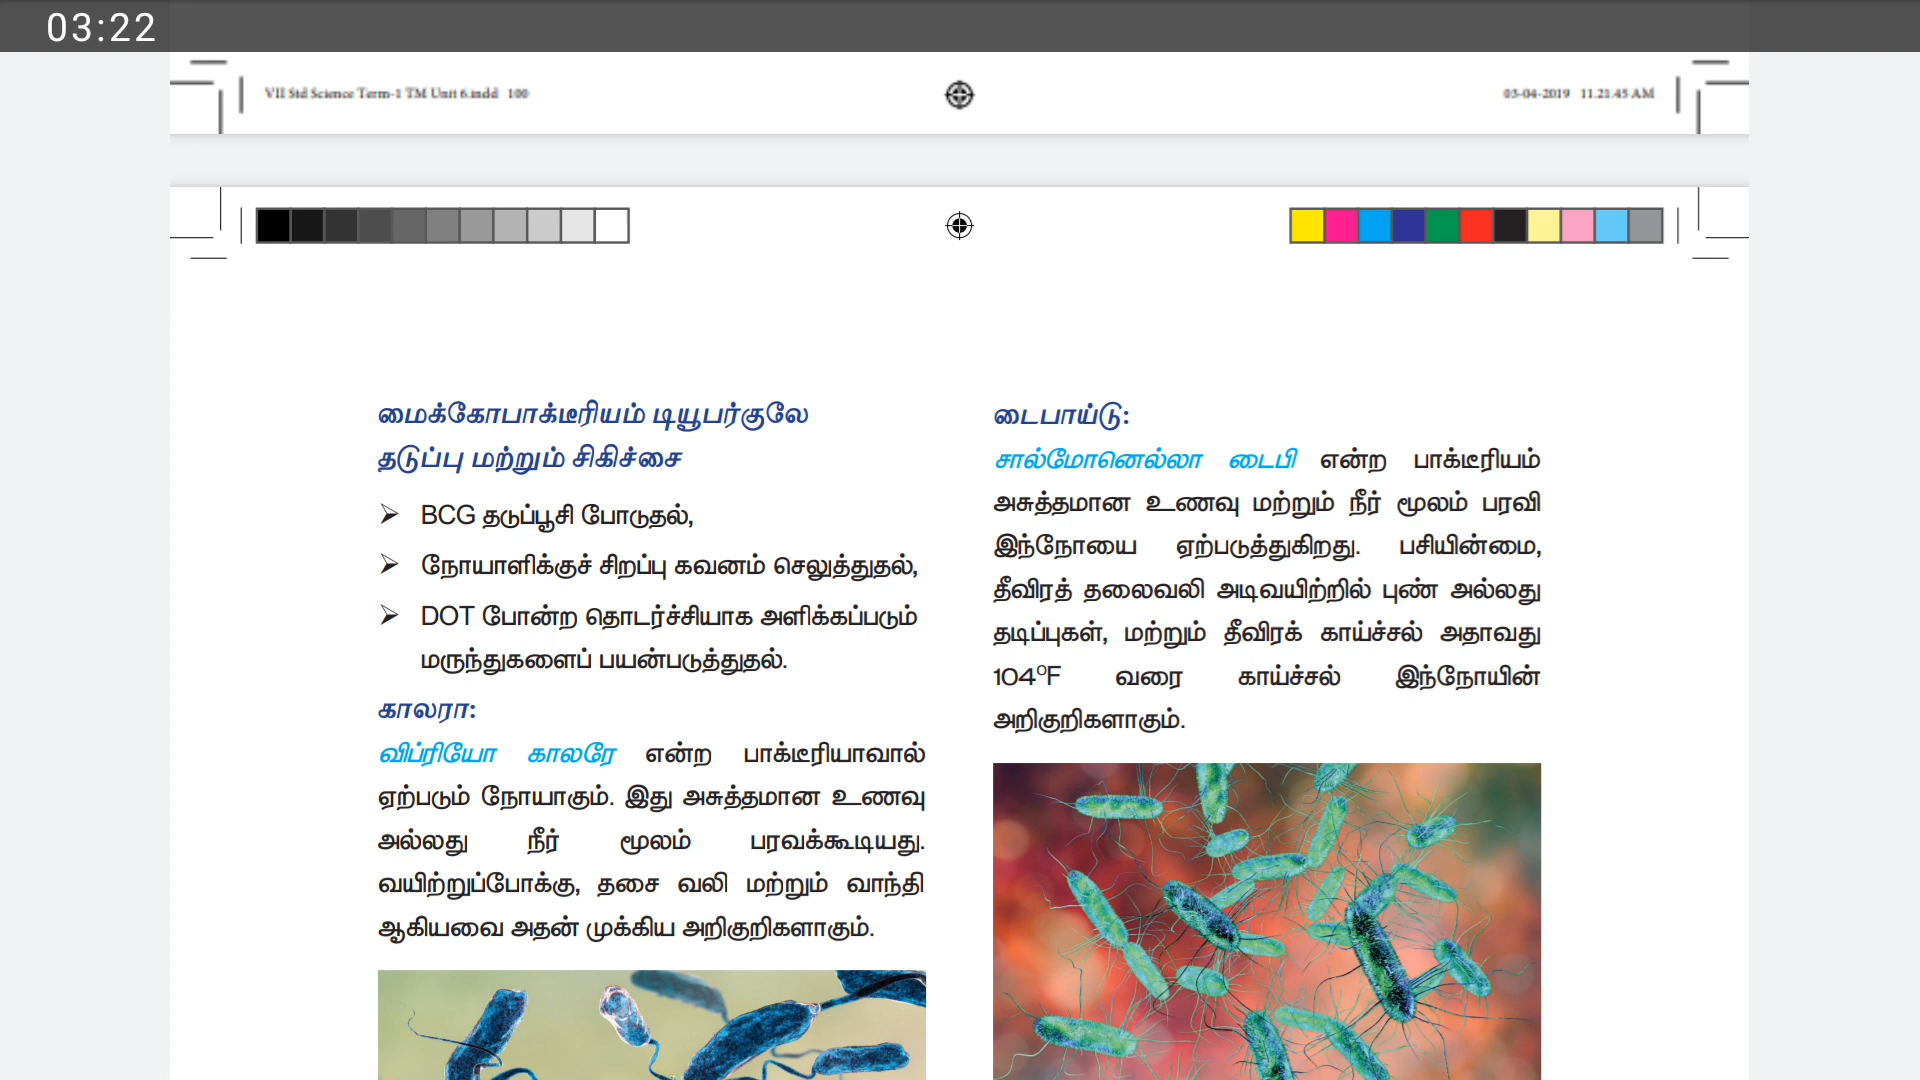 03:22
VII Std Science Term-1 TM Unit 6.indd 100
03-04-2019 11.21.45 AM
மைக்கோபாக்டீரியம் டியூபர்குலே
தடுப்பு மற்றும் சிகிச்சை
➢ BCG தடுப்பூசி போடுதல்,
➢ நோயாளிக்குச் சிறப்பு கவனம் செலுத்துதல்,
➢ DOT போன்ற தொடர்ச்சியாக அளிக்கப்படும்
மருந்துகளைப் பயன்படுத்துதல்.
காலரா:
விப்ரியோ காலரே என்ற பாக்டீரியாவால்
ஏற்படும் நோயாகும். இது அசுத்தமான உணவு
அல்லது நீர் மூலம் பரவக்கூடியது.
வயிற்றுப்போக்கு, தசை வலி மற்றும் வாந்தி
ஆகியவை அதன் முக்கிய அறிகுறிகளாகும்.
டைபாய்டு:
சால்மோனெல்லா டைபி என்ற பாக்டீரியம்
அசுத்தமான உணவு மற்றும் நீர் மூலம் பரவி
இந்நோயை ஏற்படுத்துகிறது. பசியின்மை,
தீவிரத் தலைவலி அடிவயிற்றில் புண் அல்லது
தடிப்புகள், மற்றும் தீவிரக் காய்ச்சல் அதாவது
104°F வரை காய்ச்சல் இந்நோயின்
அறிகுறிகளாகும்.